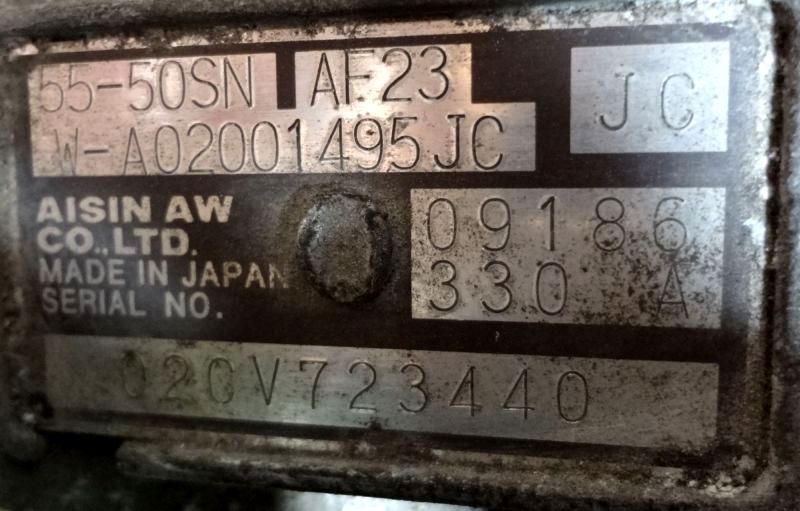 55-50SN AF23 JC
W-A02001495JC
AISIN AW
CO.,LTD.
MADE IN JAPAN
SERIAL NO.
09186
330 A
020V723440